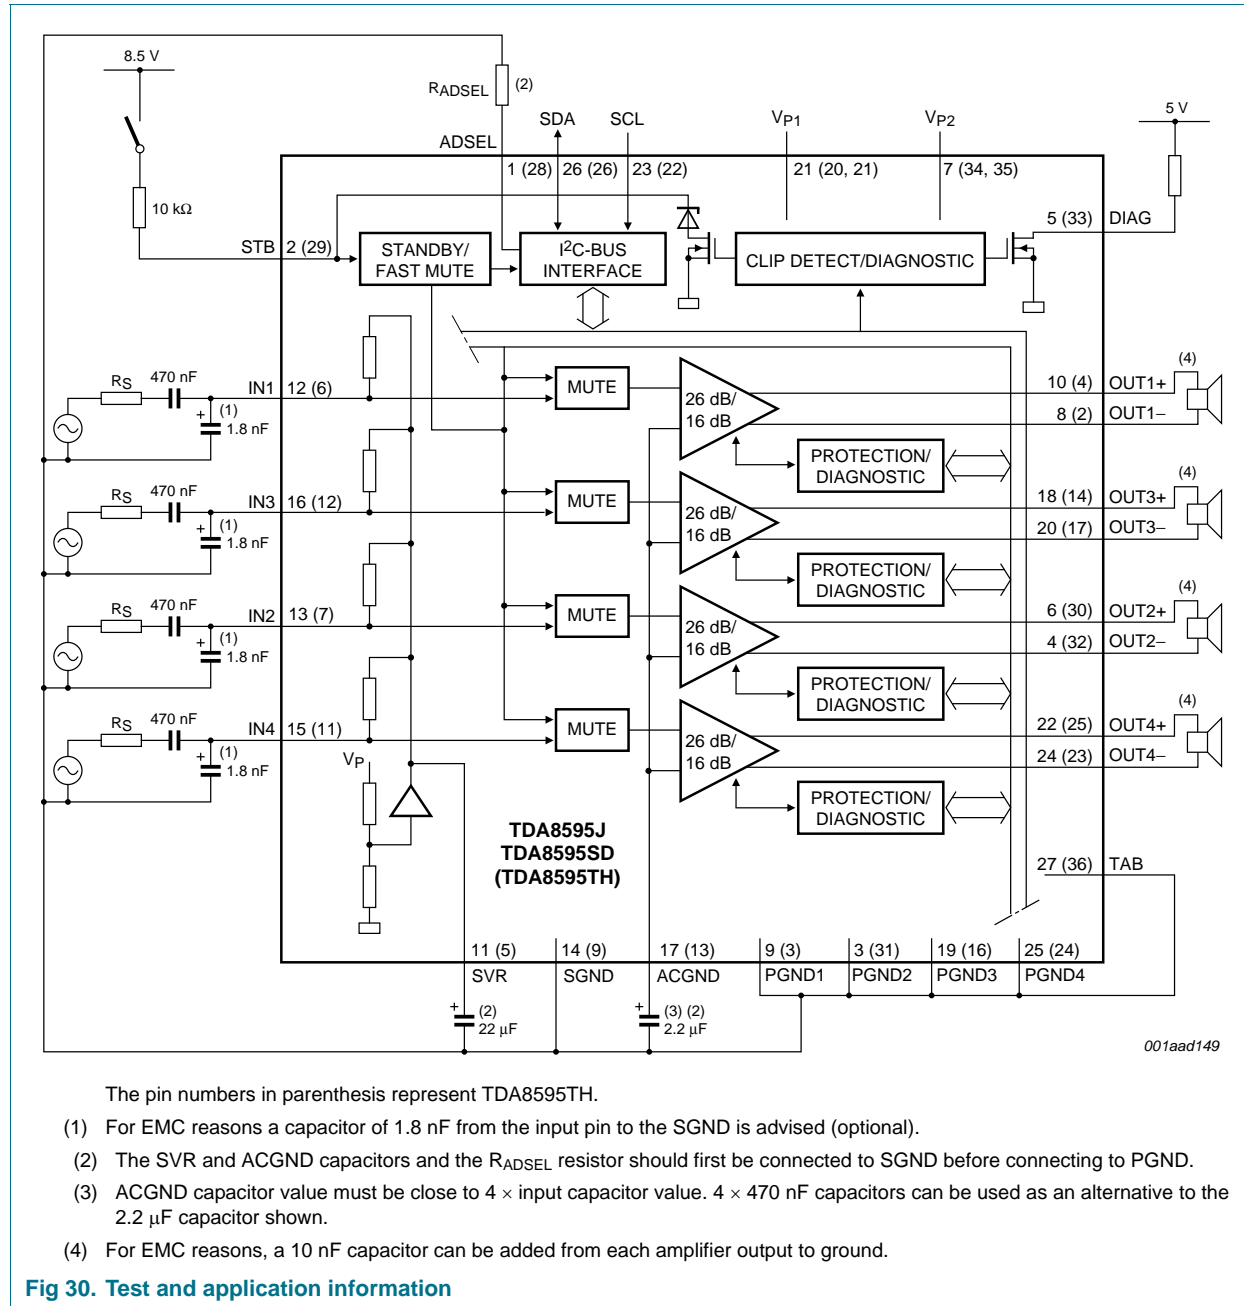 8.5 V
RADSEL (2)
5 V
SDA SCL VP1 VP2
ADSEL
1 (28) 26 (26) 23 (22) 21 (20, 21) 7 (34, 35)
10 kΩ
5 (33) DIAG
STB 2 (29)
STANDBY/
FAST MUTE
I2C-BUS
INTERFACE
CLIP DETECT/DIAGNOSTIC
RS 470 nF IN1 12 (6)
+ (1)
1.8 nF
MUTE
26 dB/
16 dB
10 (4) OUT1+
(4)
8 (2) OUT1−
PROTECTION/
DIAGNOSTIC
RS 470 nF IN3 16 (12)
+ (1)
1.8 nF
MUTE
26 dB/
16 dB
18 (14) OUT3+
(4)
20 (17) OUT3−
PROTECTION/
DIAGNOSTIC
RS 470 nF IN2 13 (7)
+ (1)
1.8 nF
MUTE
26 dB/
16 dB
6 (30) OUT2+
(4)
4 (32) OUT2−
PROTECTION/
DIAGNOSTIC
RS 470 nF IN4 15 (11)
+ (1)
1.8 nF
MUTE
26 dB/
16 dB
22 (25) OUT4+
(4)
24 (23) OUT4−
PROTECTION/
DIAGNOSTIC
VP
TDA8595J
TDA8595SD
(TDA8595TH)
27 (36) TAB
11 (5) 14 (9) 17 (13) 9 (3) 3 (31) 19 (16) 25 (24)
SVR SGND ACGND PGND1 PGND2 PGND3 PGND4
+ (2)
22 μF
+ (3) (2)
2.2 μF
001aad149
The pin numbers in parenthesis represent TDA8595TH.
(1) For EMC reasons a capacitor of 1.8 nF from the input pin to the SGND is advised (optional).
(2) The SVR and ACGND capacitors and the RADSEL resistor should first be connected to SGND before connecting to PGND.
(3) ACGND capacitor value must be close to 4 × input capacitor value. 4 × 470 nF capacitors can be used as an alternative to the
2.2 μF capacitor shown.
(4) For EMC reasons, a 10 nF capacitor can be added from each amplifier output to ground.
Fig 30. Test and application information